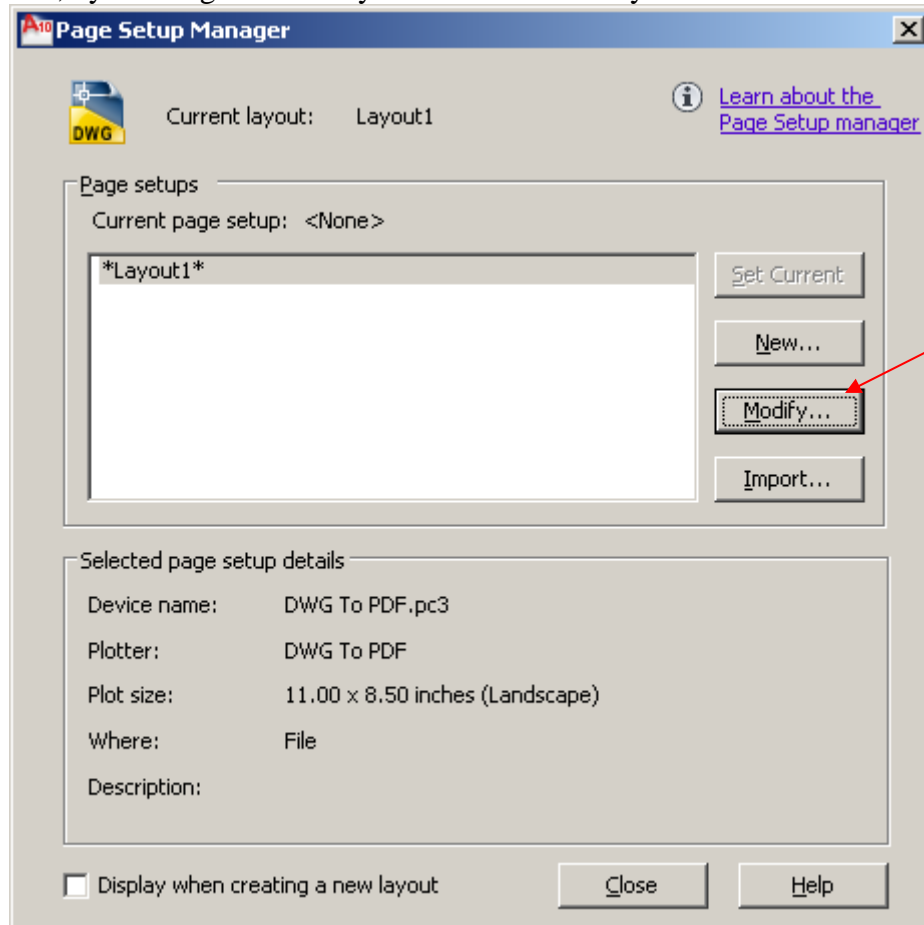 A10 Page Setup Manager
DWG
Current layout: Layout1
Learn about the
Page Setup manager
Page setups
Current page setup: <None>
*Layout1*
Set Current
New...
Modify...
Import...
Selected page setup details
Device name: DWG To PDF.pc3
Plotter: DWG To PDF
Plot size: 11.00 x 8.50 inches (Landscape)
Where: File
Description:
Display when creating a new layout
Close
Help